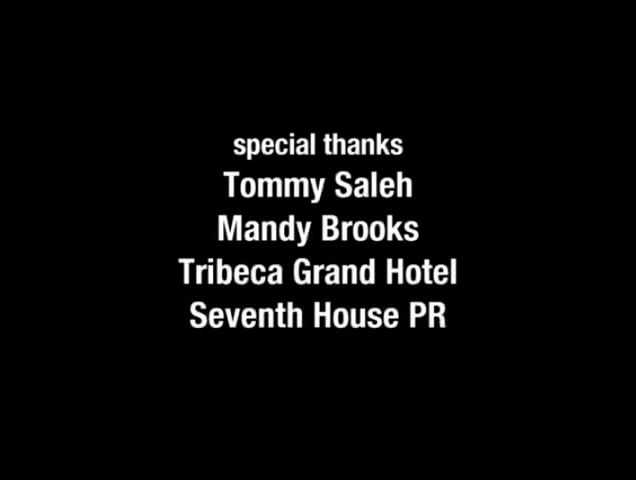 special thanks
Tommy Saleh
Mandy Brooks
Tribeca Grand Hotel
Seventh House PR